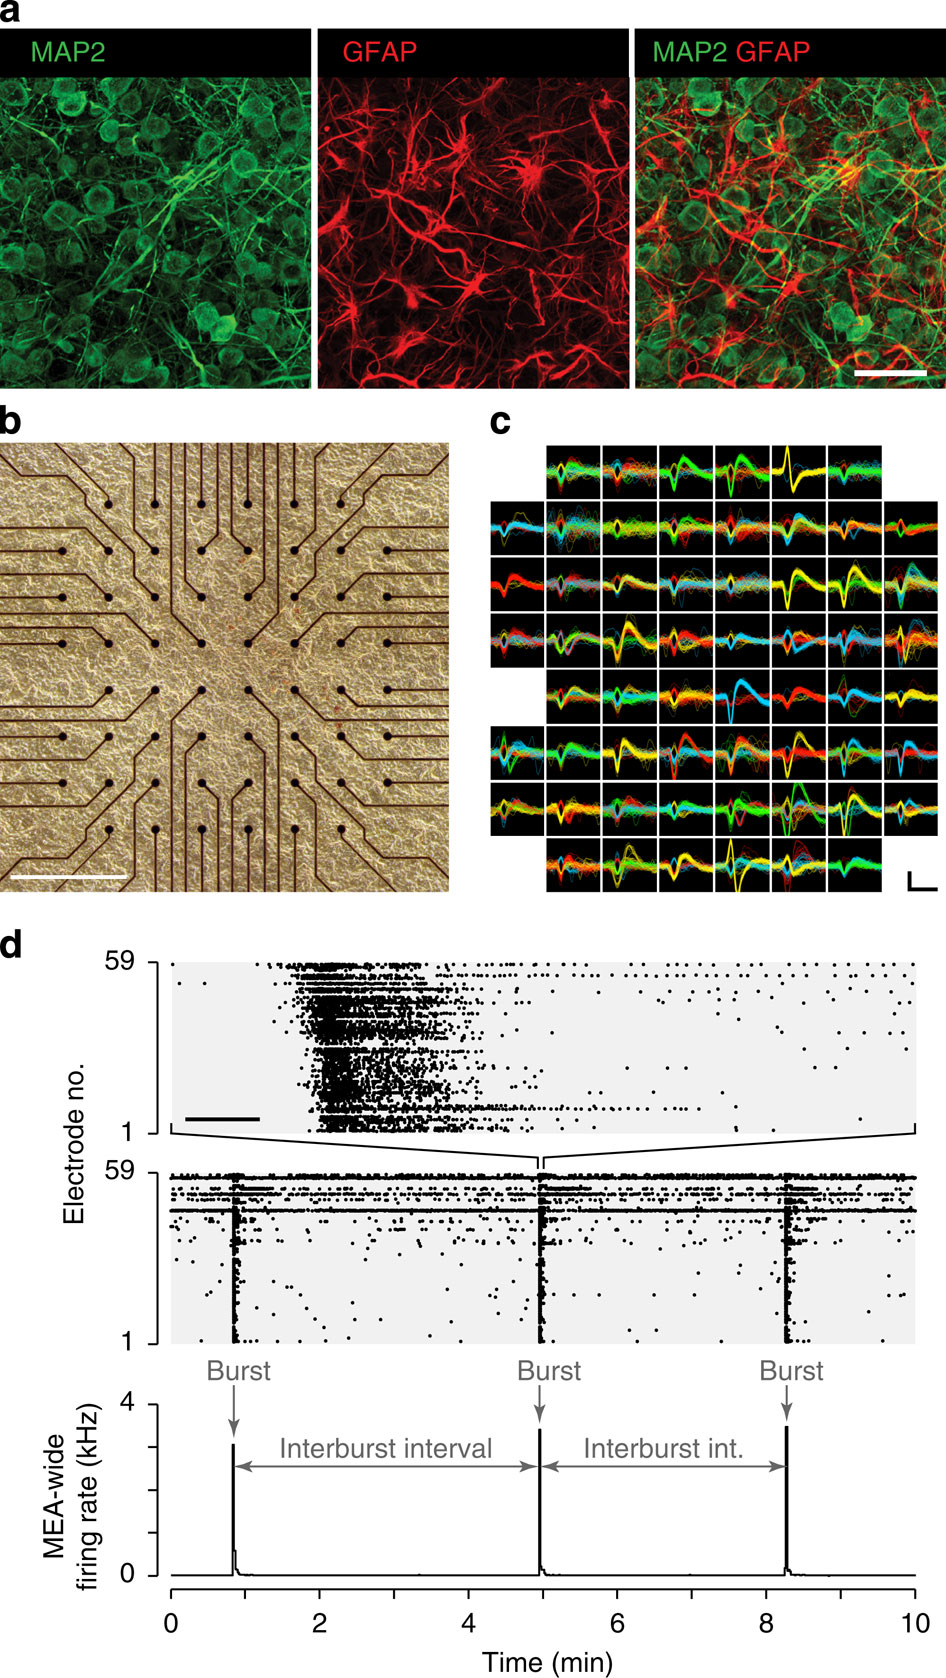 a
MAP2
GFAP
MAP2 GFAP
b
c
d
59
Electrode no.
1
59
1
Burst
Burst
Burst
4
MEA-wide
firing rate (kHz)
Interburst interval
Interburst int.
0
0
2
4
6
8
10
Time (min)